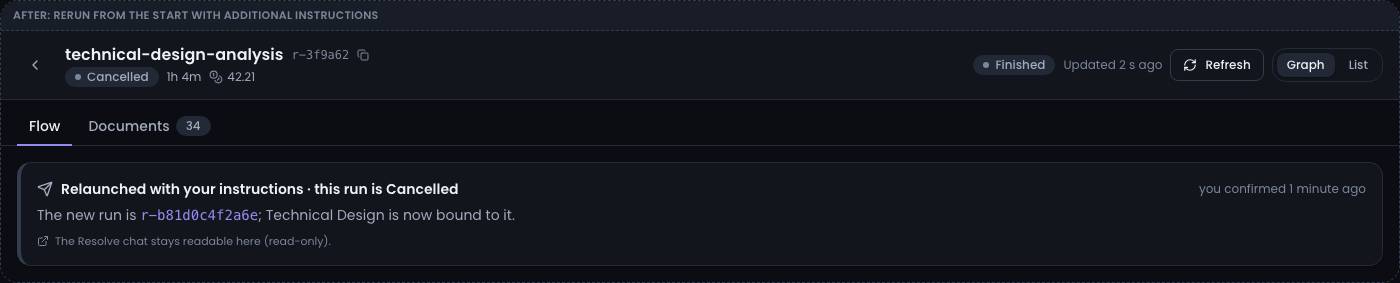 AFTER: RERUN FROM THE START WITH ADDITIONAL INSTRUCTIONS
technical-design-analysis r-3f9a62
Cancelled 1h 4m 42.21
Finished Updated 2 s ago Refresh Graph List
Flow Documents 34
Relaunched with your instructions · this run is Cancelled you confirmed 1 minute ago
The new run is r-b81d0c4f2a6e; Technical Design is now bound to it.
The Resolve chat stays readable here (read-only).